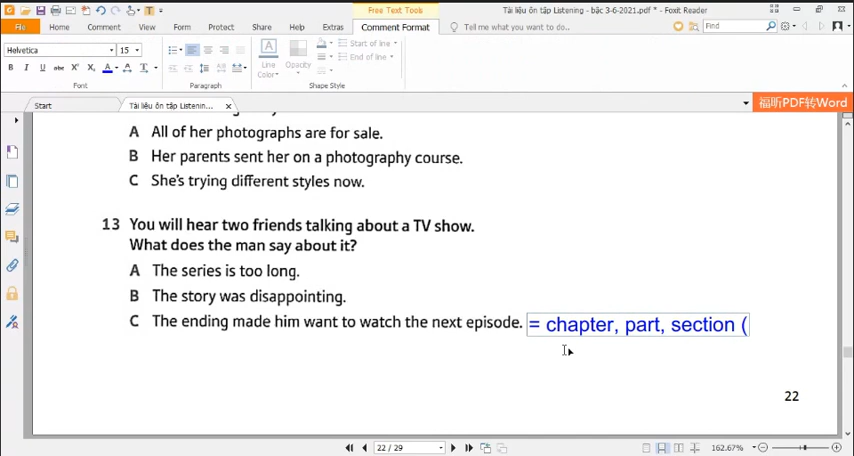 Free Text Tools
Tài liệu ôn tập Listening - bậc 3-6-2021.pdf * - Foxit Reader
File Home Comment View Form Protect Share Help Extras Comment Format Tell me what you want to do.. Find
Helvetica 15 Start of line
B I U abc X² X₂ A A T Line Color Opacity End of line
Font Paragraph Shape Style
Start Tài liệu ôn tập Listenin... 福昕PDF转Word
A All of her photographs are for sale.
B Her parents sent her on a photography course.
C She's trying different styles now.
13 You will hear two friends talking about a TV show.
What does the man say about it?
A The series is too long.
B The story was disappointing.
C The ending made him want to watch the next episode. = chapter, part, section (
22
22 / 29 162.67%